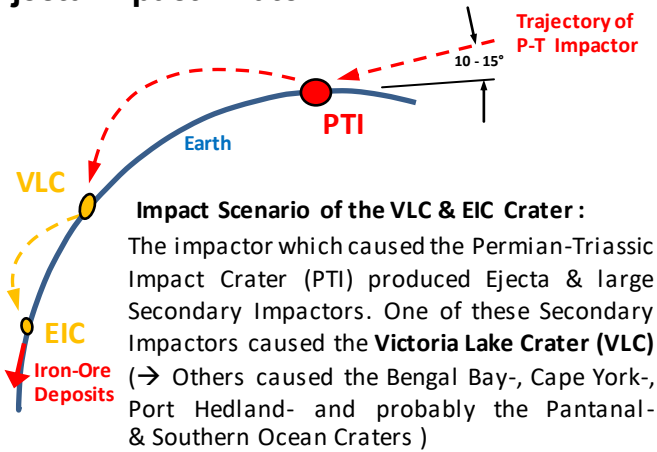 Trajectory of
P-T Impactor
10 - 15°
PTI
Earth
VLC
Impact Scenario of the VLC & EIC Crater :
The impactor which caused the Permian-Triassic
Impact Crater (PTI) produced Ejecta & large
Secondary Impactors. One of these Secondary
Impactors caused the Victoria Lake Crater (VLC)
(→ Others caused the Bengal Bay-, Cape York-,
Port Hedland- and probably the Pantanal-
& Southern Ocean Craters )
EIC
Iron-Ore
Deposits